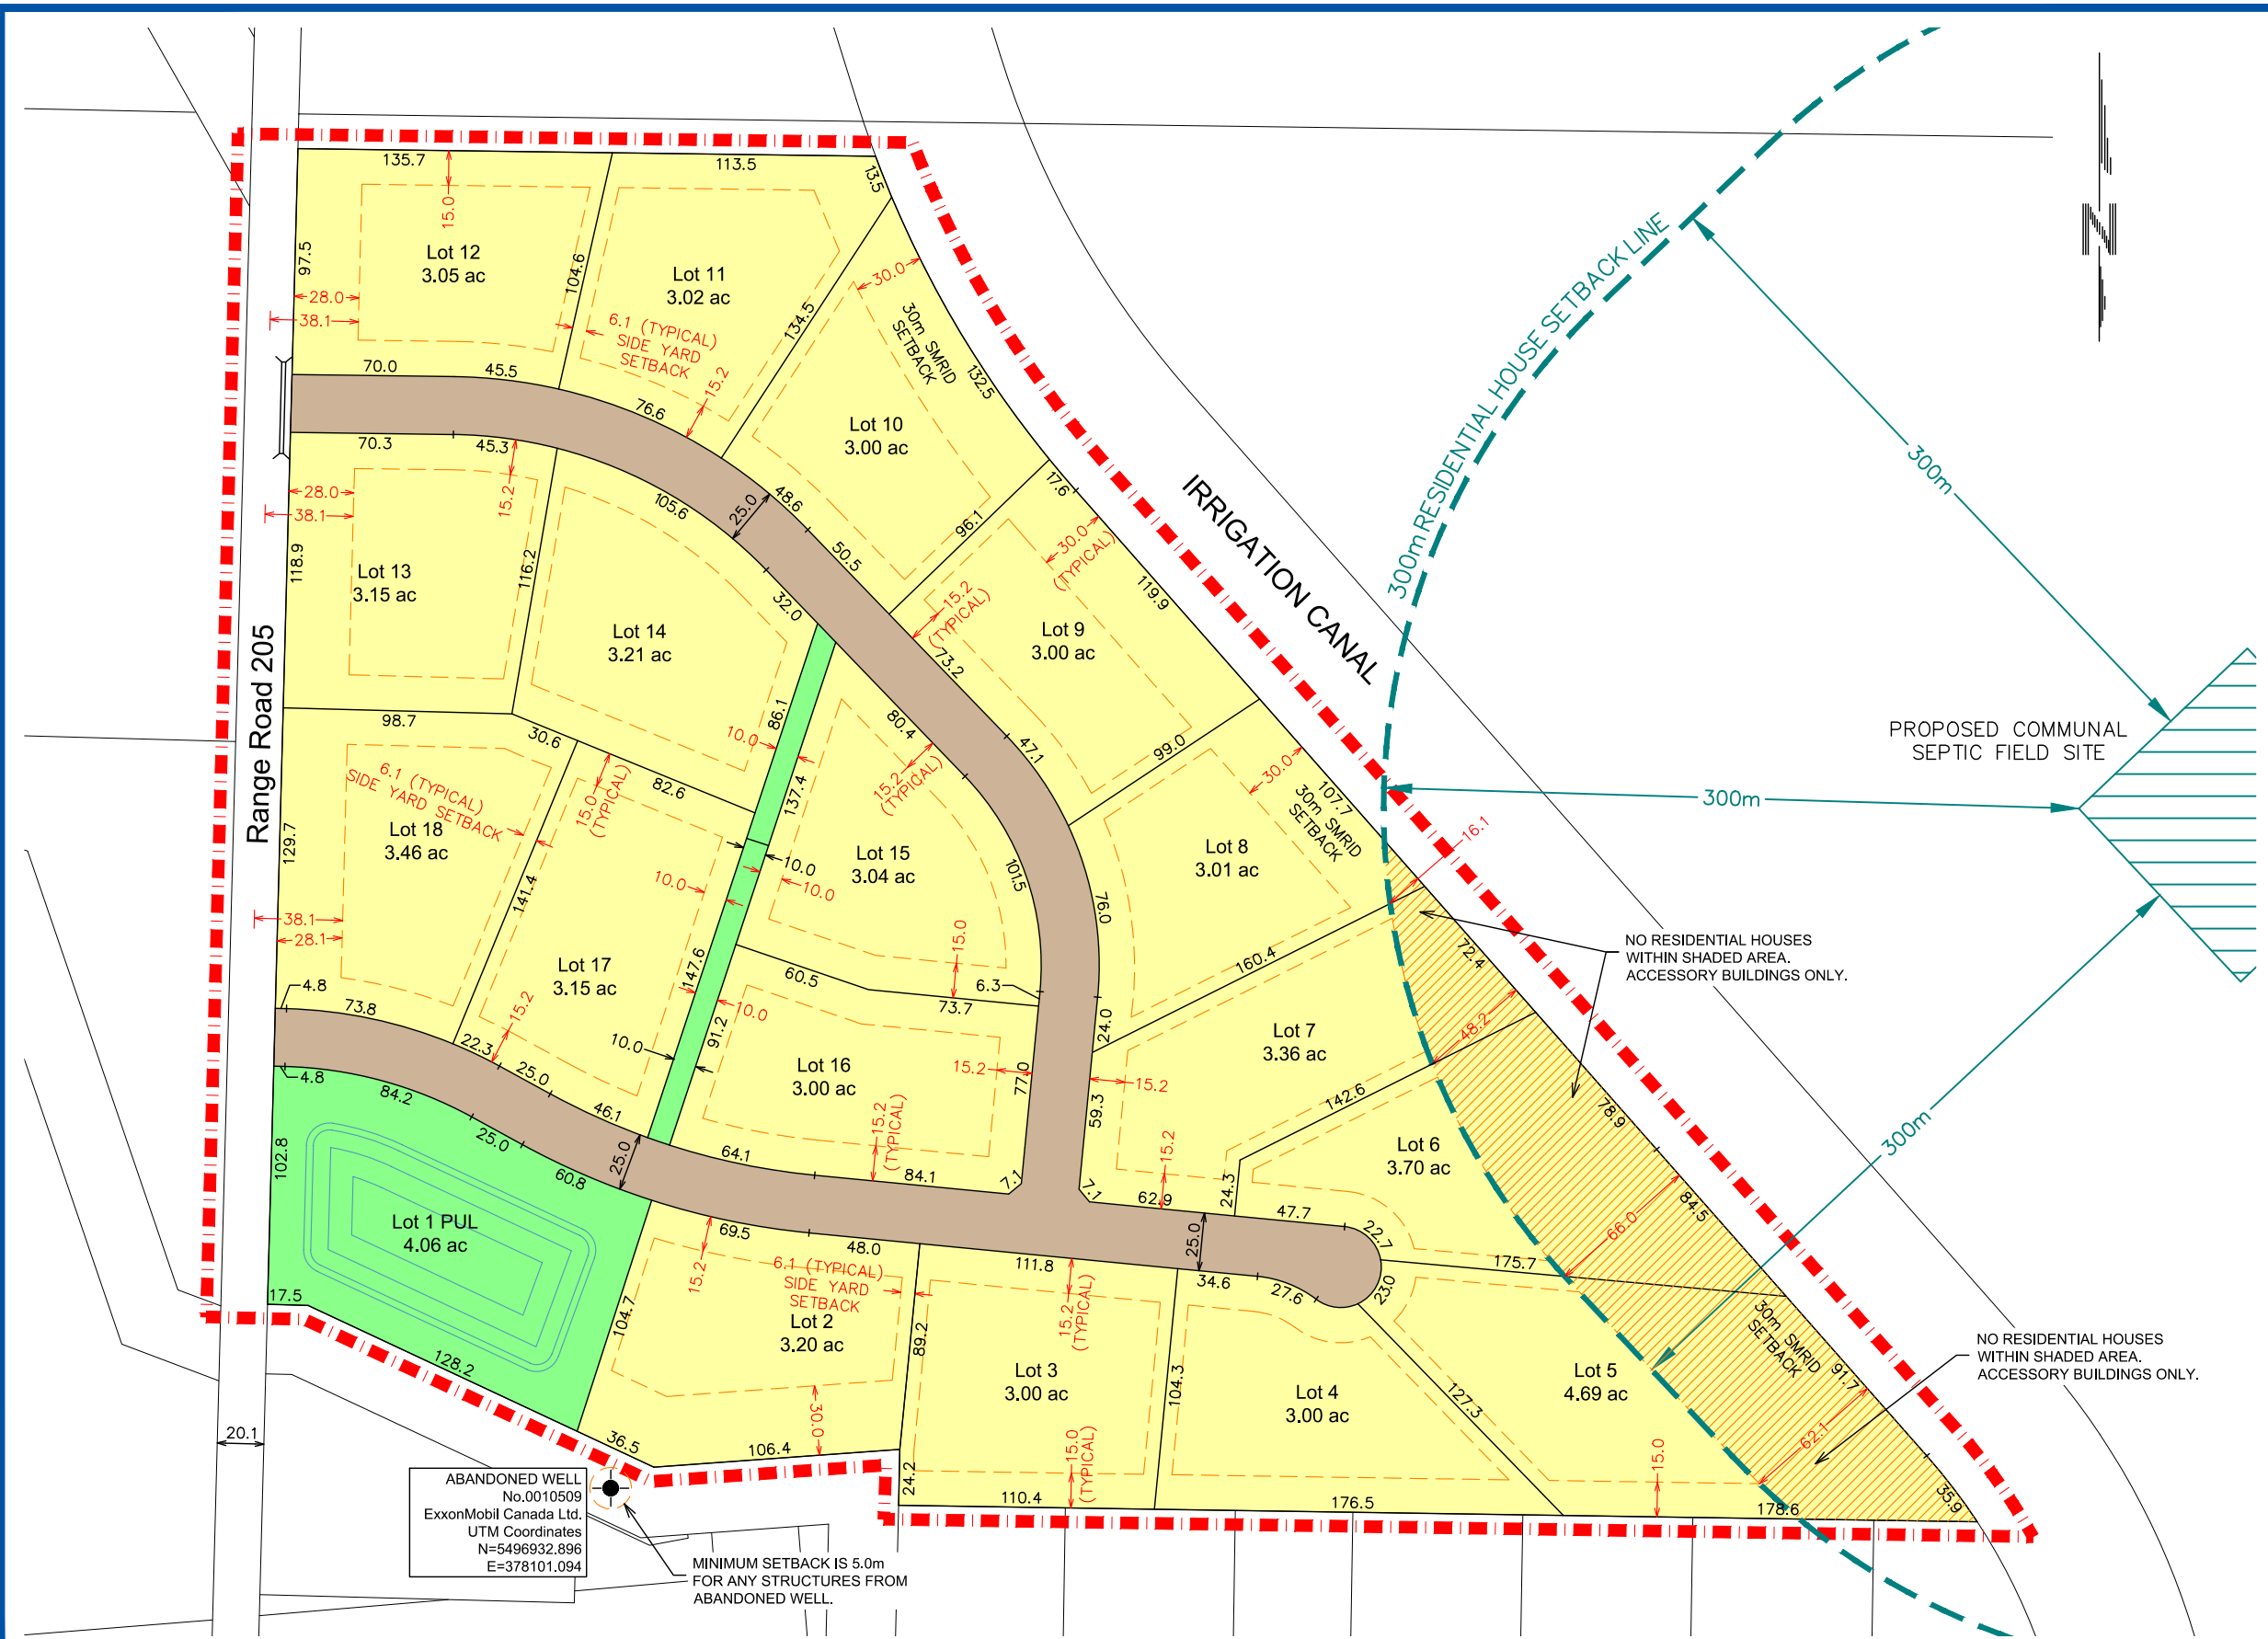 135.7
113.5
13.5
15.0
97.5
Lot 12
3.05 ac
104.6
Lot 11
3.02 ac
28.0
38.1
6.1 (TYPICAL)
SIDE YARD
SETBACK
134.5
30.0
30m SMRID
SETBACK
132.5
15.2
70.0
45.5
76.6
Lot 10
3.00 ac
70.3
45.3
15.2
28.0
38.1
105.6
25.0
48.6
50.5
96.1
17.6
30.0
(TYPICAL)
119.9
118.9
Lot 13
3.15 ac
116.2
Lot 14
3.21 ac
32.0
15.2
(TYPICAL)
73.2
Lot 9
3.00 ac
IRRIGATION CANAL
300m RESIDENTIAL HOUSE SETBACK LINE
300m
N
PROPOSED COMMUNAL
SEPTIC FIELD SITE
300m
300m
Range Road 205
98.7
30.6
82.6
86.1
10.0
137.4
80.4
15.2
(TYPICAL)
47.1
99.0
30.0
107.7
30m SMRID
SETBACK
16.1
6.1 (TYPICAL)
SIDE YARD SETBACK
15.0
(TYPICAL)
Lot 18
3.46 ac
129.7
141.4
10.0
10.0
10.0
Lot 15
3.04 ac
101.5
79.0
Lot 8
3.01 ac
160.4
72.4
NO RESIDENTIAL HOUSES
WITHIN SHADED AREA.
ACCESSORY BUILDINGS ONLY.
38.1
28.1
Lot 17
3.15 ac
147.6
60.5
15.0
6.3
73.7
24.0
4.8
73.8
22.3
15.2
25.0
46.1
10.0
10.0
91.2
Lot 16
3.00 ac
15.2
77.0
15.2
59.3
Lot 7
3.36 ac
48.2
142.6
78.9
4.8
84.2
25.0
60.8
25.0
64.1
15.2
(TYPICAL)
84.1
7.1
7.1
62.9
15.2
24.3
Lot 6
3.70 ac
47.7
22.7
25.0
66.0
84.5
102.8
Lot 1 PUL
4.06 ac
17.5
128.2
69.5
48.0
15.2
6.1 (TYPICAL)
SIDE YARD
SETBACK
Lot 2
3.20 ac
104.7
89.2
111.8
15.2
(TYPICAL)
34.6
27.6
23.0
175.7
30m SMRID
SETBACK
91.7
NO RESIDENTIAL HOUSES
WITHIN SHADED AREA.
ACCESSORY BUILDINGS ONLY.
Lot 3
3.00 ac
104.3
Lot 4
3.00 ac
127.3
Lot 5
4.69 ac
62.1
20.1
36.5
106.4
30.0
24.2
15.0
(TYPICAL)
110.4
176.5
15.0
178.6
35.9
ABANDONED WELL
No.0010509
ExxonMobil Canada Ltd.
UTM Coordinates
N=5496932.896
E=378101.094
MINIMUM SETBACK IS 5.0m
FOR ANY STRUCTURES FROM
ABANDONED WELL.